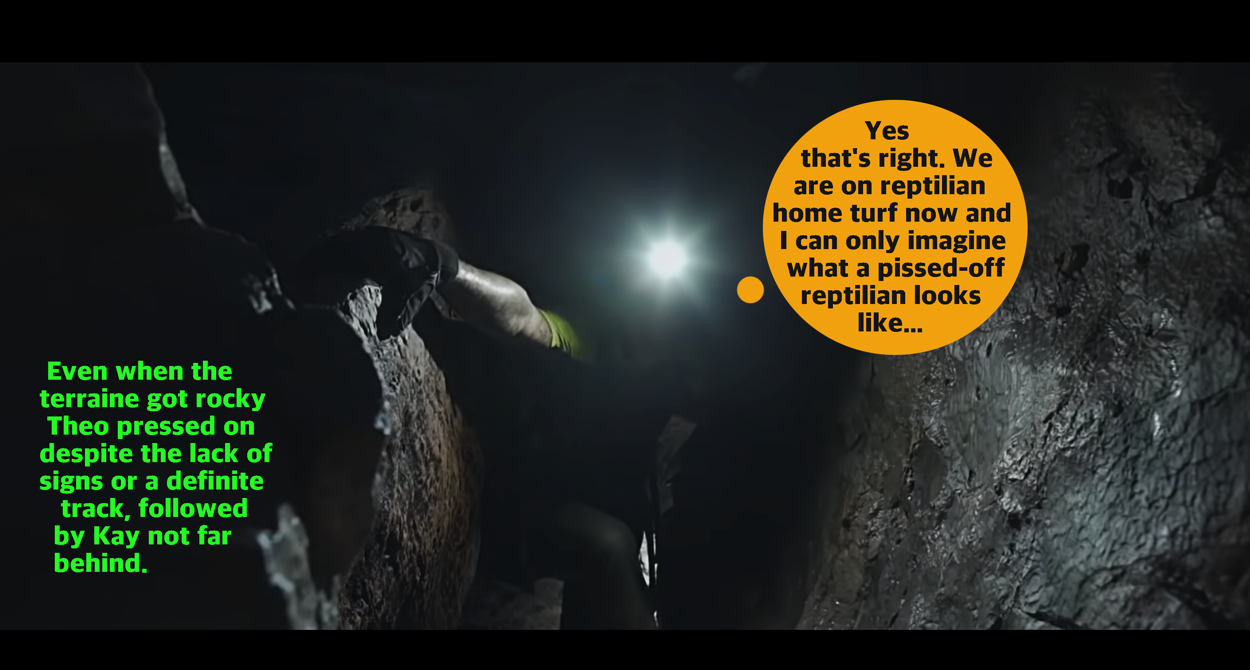 Yes
that's right. We
are on reptilian
home turf now and
I can only imagine
what a pissed-off
reptilian looks
like...
Even when the
terraine got rocky
Theo pressed on
despite the lack of
signs or a definite
track, followed
by Kay not far
behind.